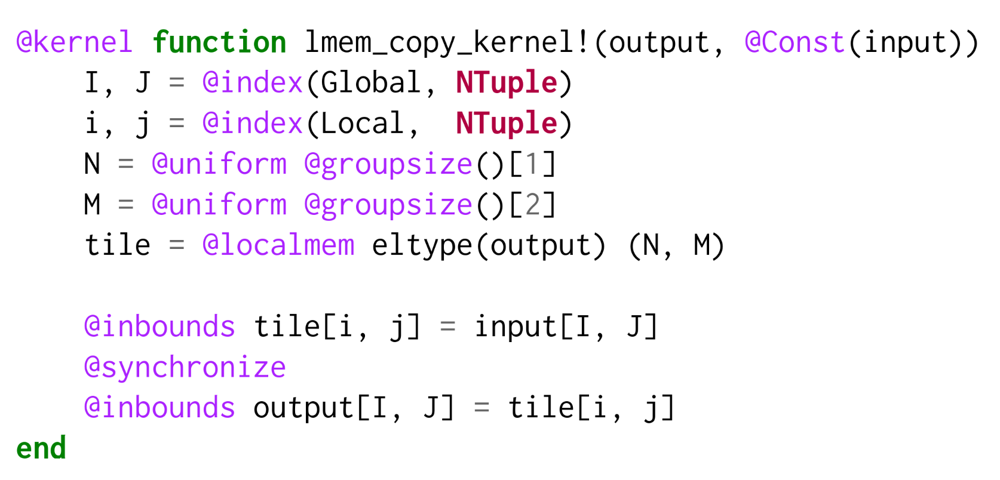 @kernel function lmem_copy_kernel!(output, @Const(input))
    I, J = @index(Global, NTuple)
    i, j = @index(Local,  NTuple)
    N = @uniform @groupsize()[1]
    M = @uniform @groupsize()[2]
    tile = @localmem eltype(output) (N, M)

    @inbounds tile[i, j] = input[I, J]
    @synchronize
    @inbounds output[I, J] = tile[i, j]
end